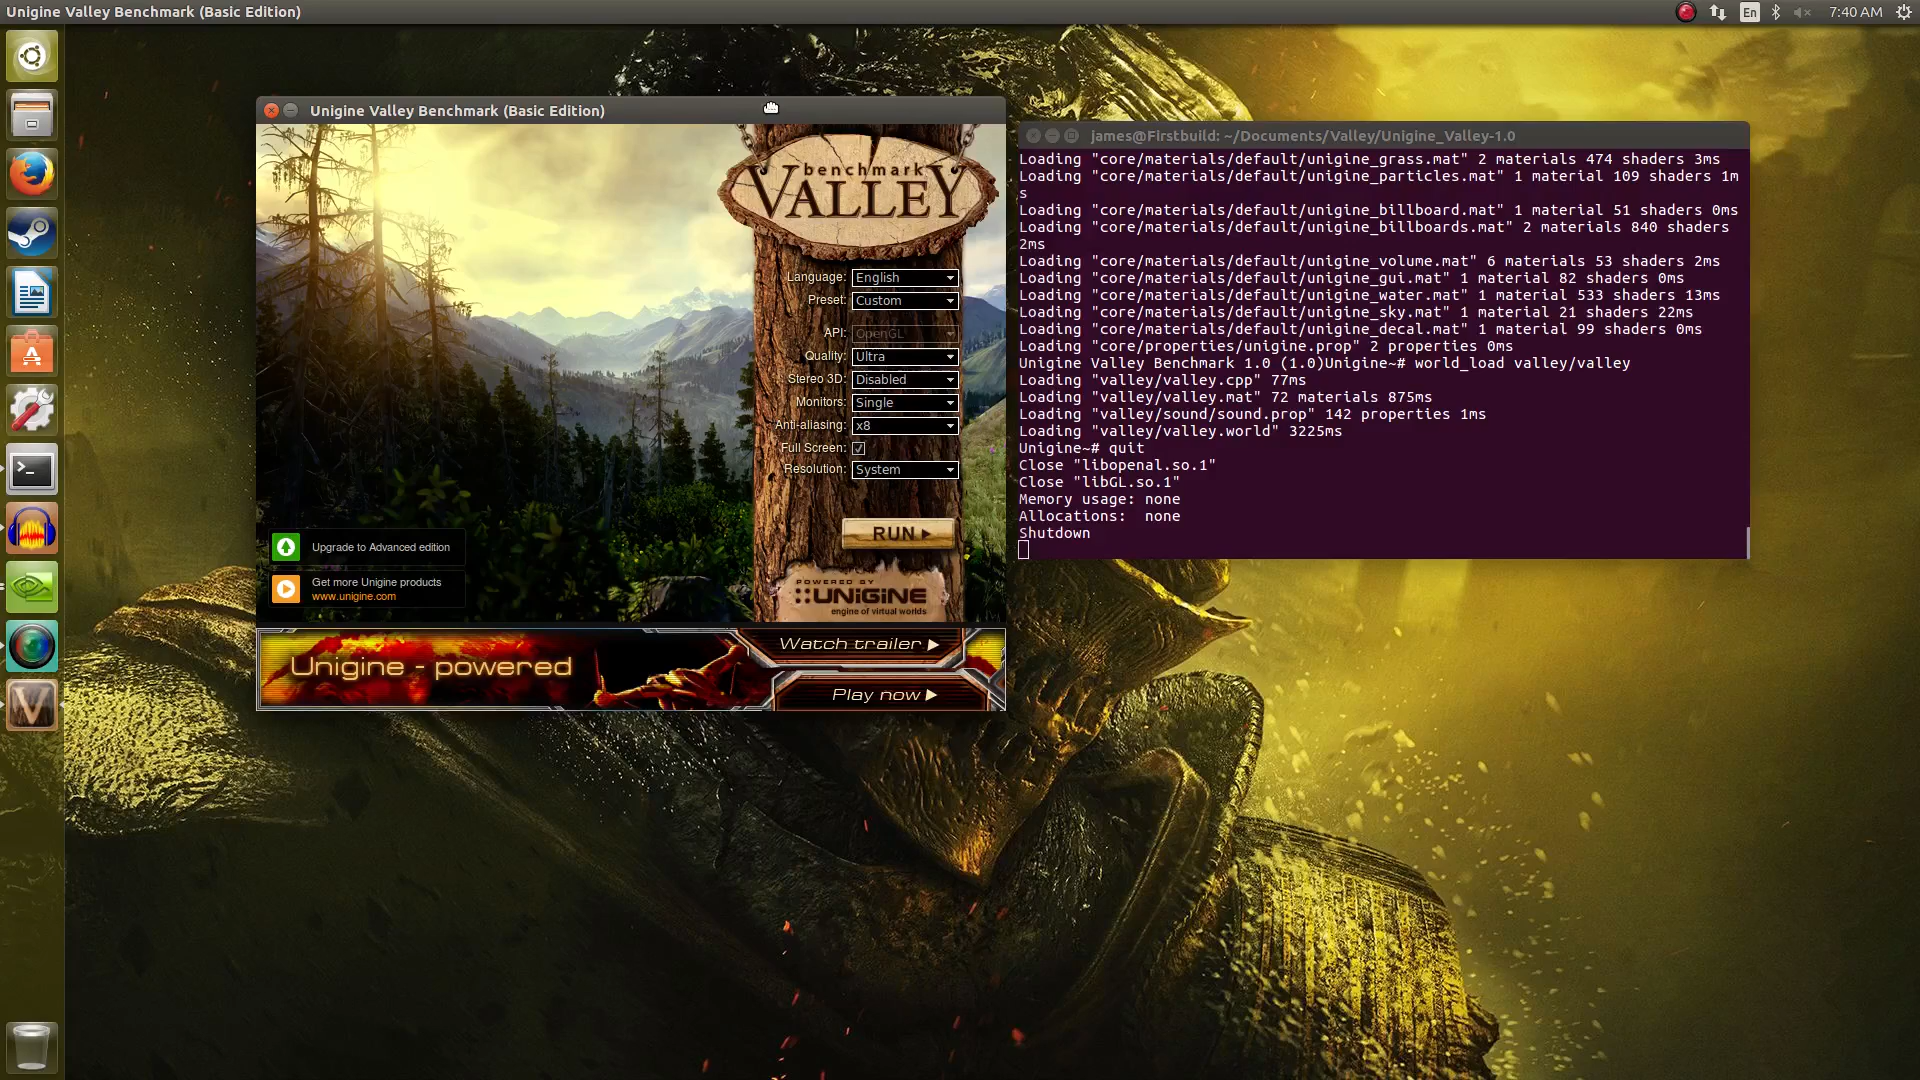 Unigine Valley Benchmark (Basic Edition)
En
7:40 AM
Unigine Valley Benchmark (Basic Edition)
benchmark
VALLEY
Language: English
Preset: Custom
API: OpenGL
Quality: Ultra
Stereo 3D: Disabled
Monitors: Single
Anti-aliasing: x8
Full Screen:
Resolution: System
RUN
Upgrade to Advanced edition
Get more Unigine products
www.unigine.com
POWERED BY
UNIGINE
engine of virtual worlds
Unigine - powered
Watch trailer
Play now
james@Firstbuild: ~/Documents/Valley/Unigine_Valley-1.0
Loading "core/materials/default/unigine_grass.mat" 2 materials 474 shaders 3ms
Loading "core/materials/default/unigine_particles.mat" 1 material 109 shaders 1m
s
Loading "core/materials/default/unigine_billboard.mat" 1 material 51 shaders 0ms
Loading "core/materials/default/unigine_billboards.mat" 2 materials 840 shaders
2ms
Loading "core/materials/default/unigine_volume.mat" 6 materials 53 shaders 2ms
Loading "core/materials/default/unigine_gui.mat" 1 material 82 shaders 0ms
Loading "core/materials/default/unigine_water.mat" 1 material 533 shaders 13ms
Loading "core/materials/default/unigine_sky.mat" 1 material 21 shaders 22ms
Loading "core/materials/default/unigine_decal.mat" 1 material 99 shaders 0ms
Loading "core/properties/unigine.prop" 2 properties 0ms
Unigine Valley Benchmark 1.0 (1.0)Unigine~# world_load valley/valley
Loading "valley/valley.cpp" 77ms
Loading "valley/valley.mat" 72 materials 875ms
Loading "valley/sound/sound.prop" 142 properties 1ms
Loading "valley/valley.world" 3225ms
Unigine~# quit
Close "libopenal.so.1"
Close "libGL.so.1"
Memory usage: none
Allocations:  none
Shutdown